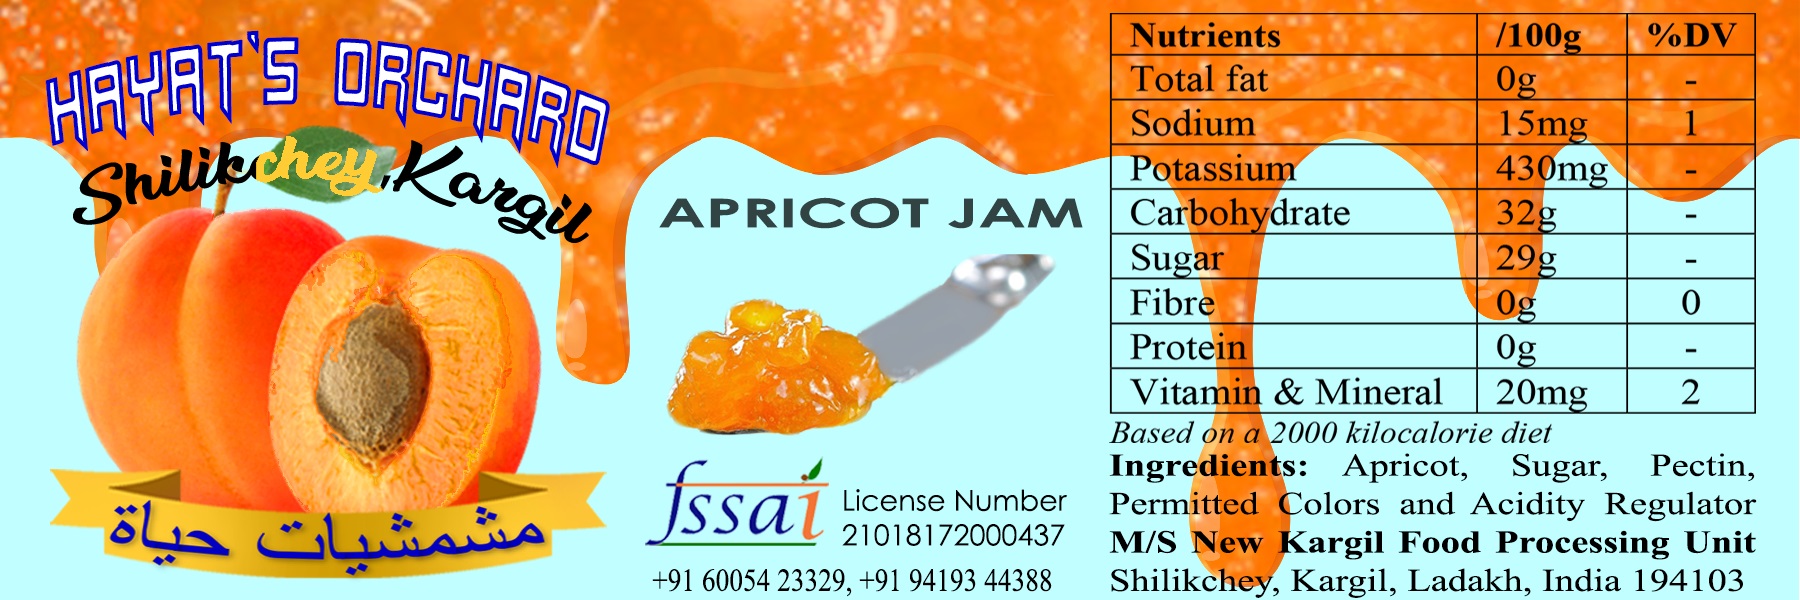 HAYAT'S ORCHARD
Shilikchey, Kargil
مشمشيات حياة
APRICOT JAM
fssai
License Number
21018172000437
+91 60054 23329, +91 94193 44388
Nutrients /100g %DV
Total fat 0g -
Sodium 15mg 1
Potassium 430mg -
Carbohydrate 32g -
Sugar 29g -
Fibre 0g 0
Protein 0g -
Vitamin & Mineral 20mg 2
Based on a 2000 kilocalorie diet
Ingredients: Apricot, Sugar, Pectin,
Permitted Colors and Acidity Regulator
M/S New Kargil Food Processing Unit
Shilikchey, Kargil, Ladakh, India 194103